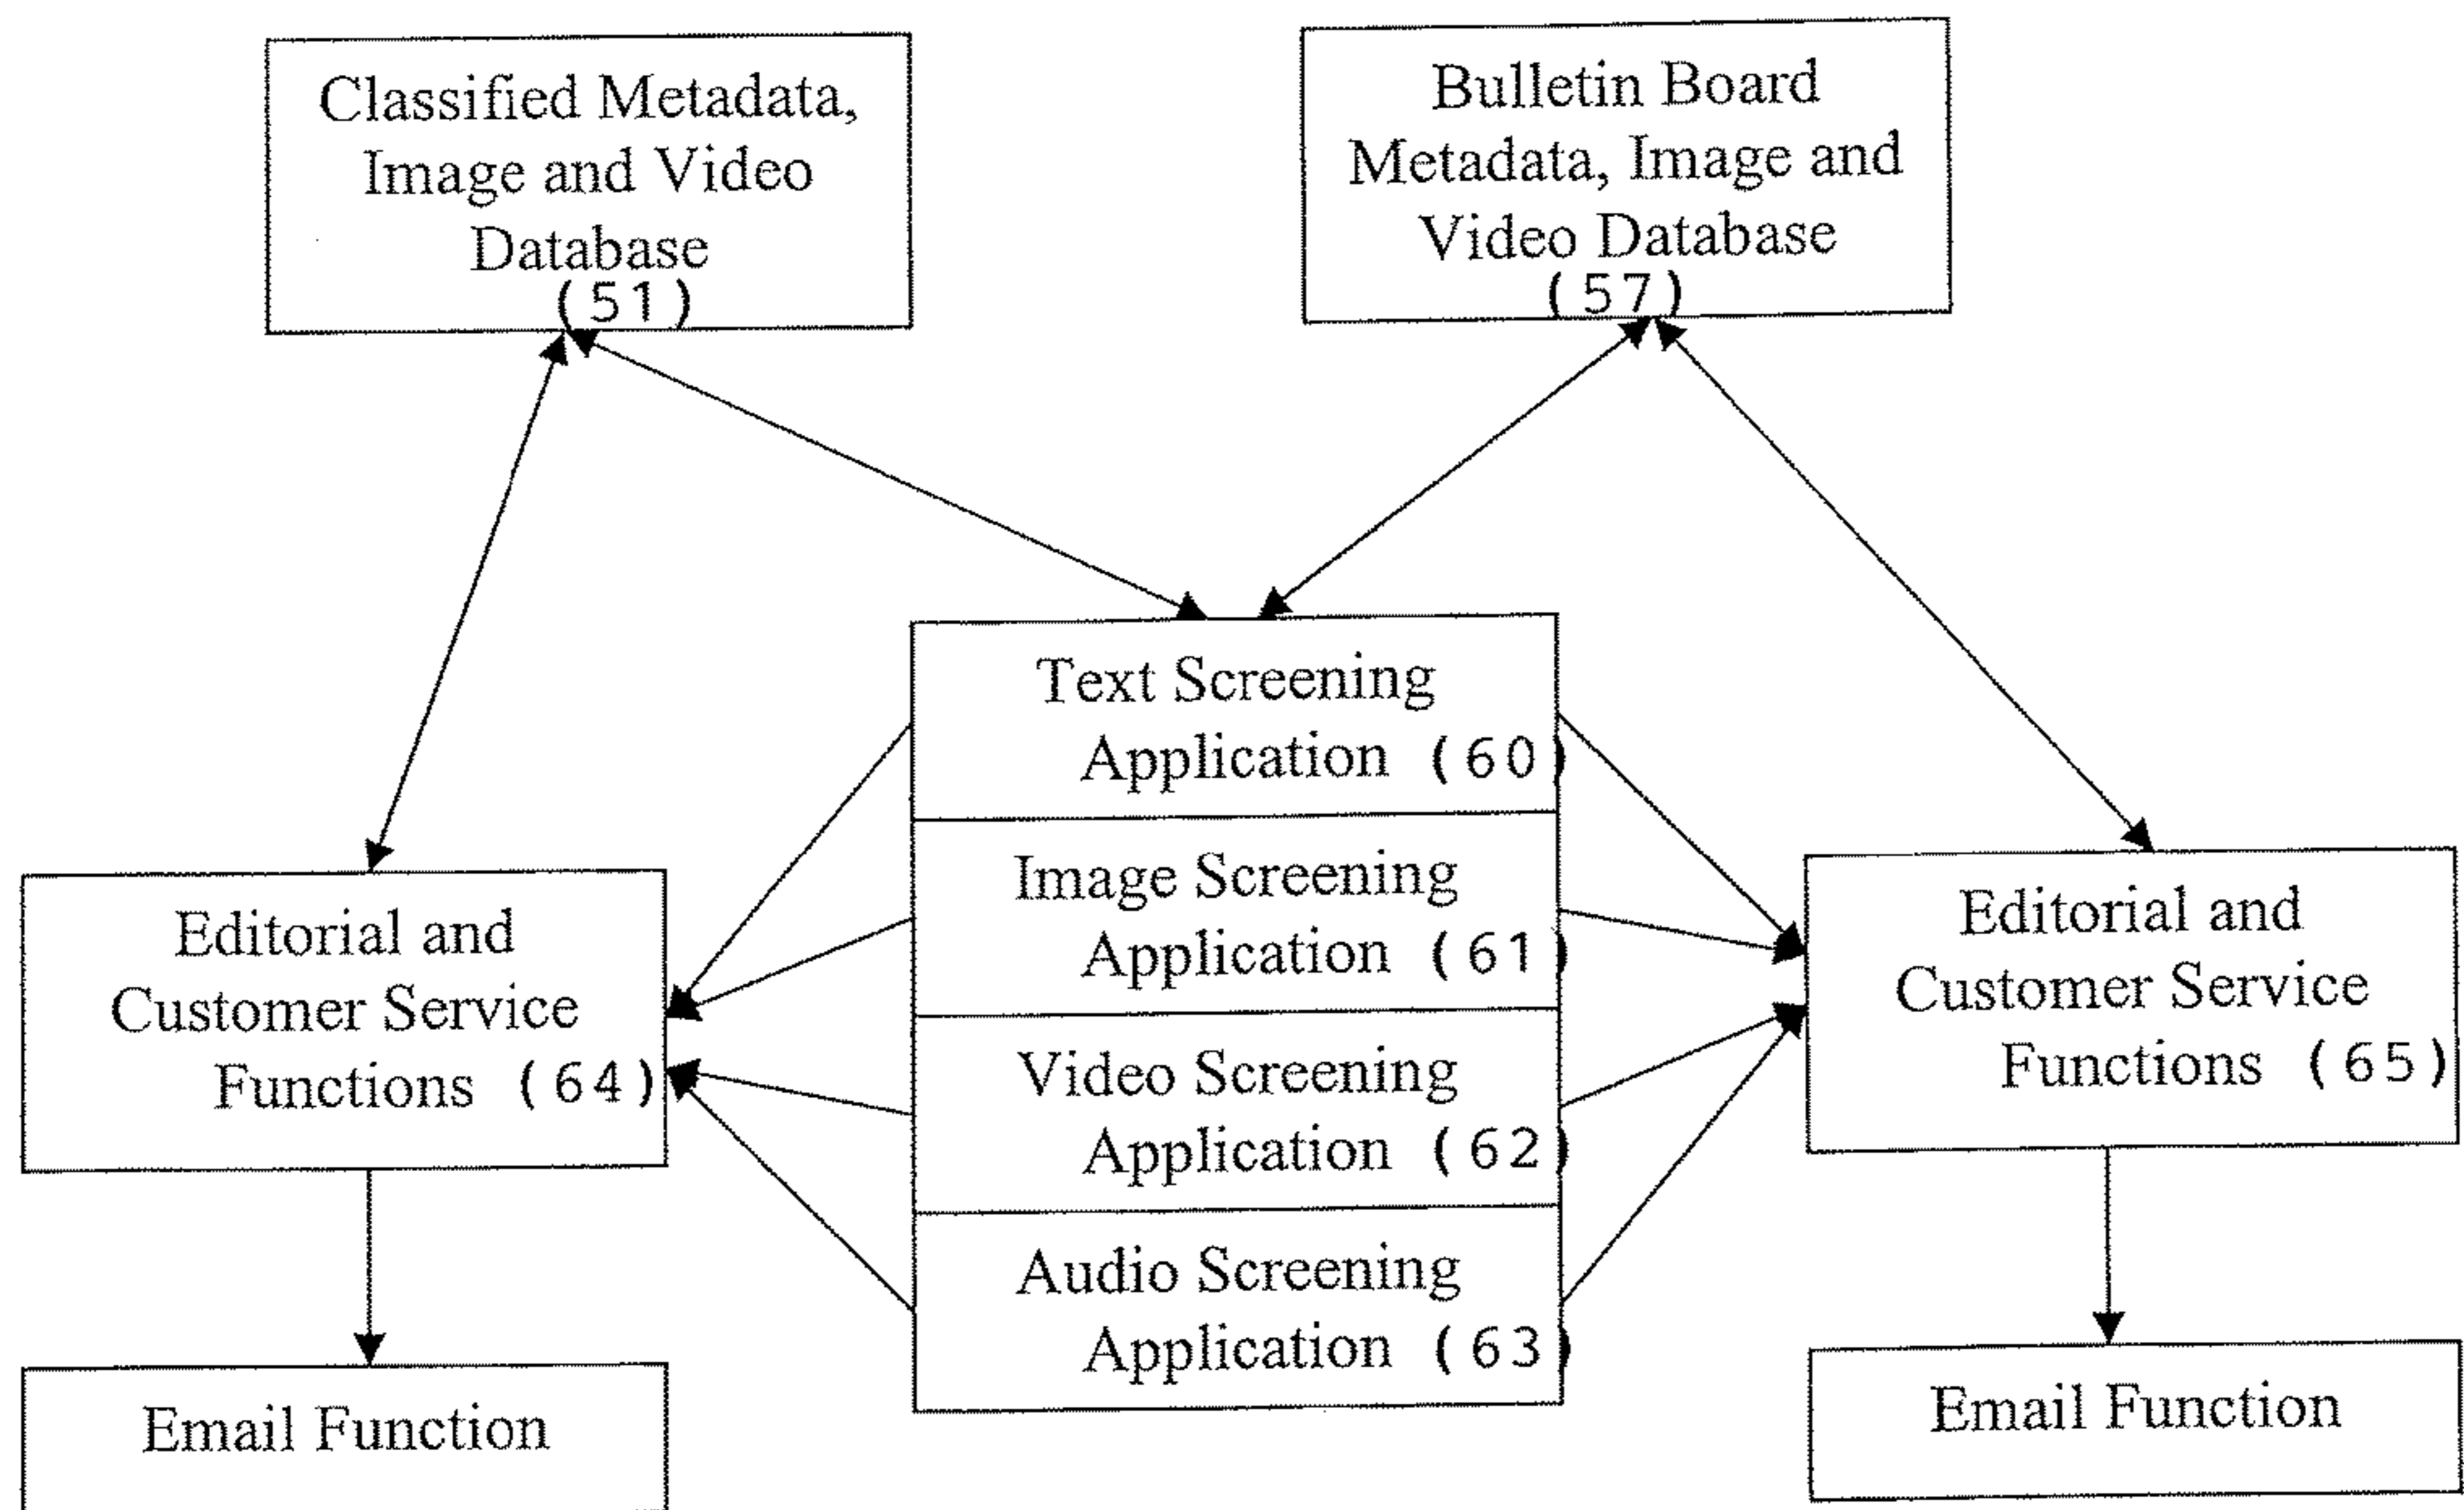 Classified Metadata,
Image and Video
Database
(51)
Bulletin Board
Metadata, Image and
Video Database
(57)
Text Screening
Application (60)
Image Screening
Application (61)
Video Screening
Application (62)
Audio Screening
Application (63)
Editorial and
Customer Service
Functions (64)
Editorial and
Customer Service
Functions (65)
Email Function
Email Function